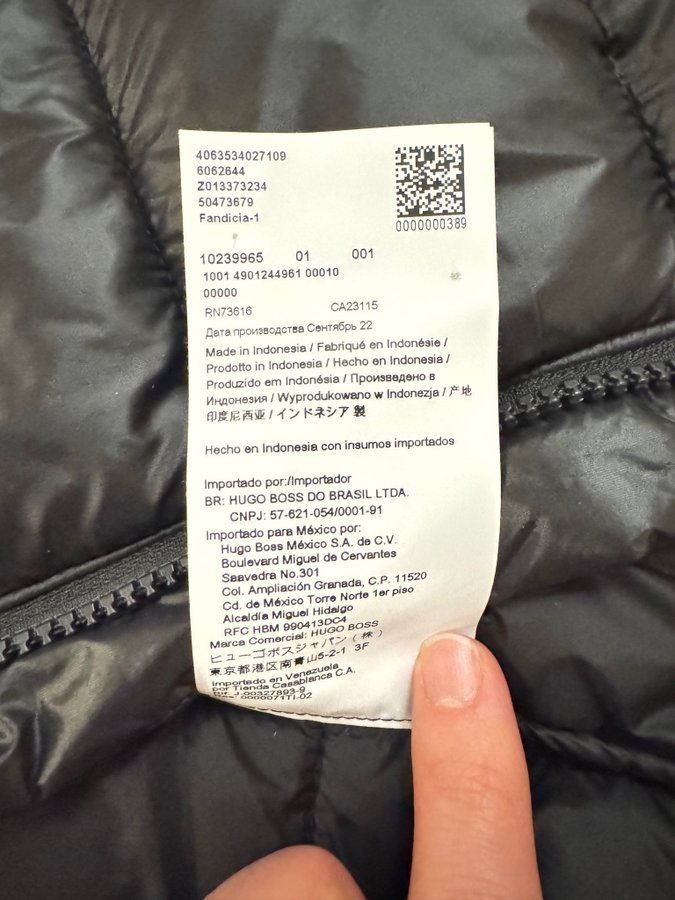 4063534027109
6062644
Z013373234
50473679
Fandicia-1
0000000389
10239965 01 001
1001 4901244961 00010
00000
RN73616 CA23115
Дата производства Сентябрь 22
Made in Indonesia / Fabriqué en Indonésie /
Prodotto in Indonesia / Hecho en Indonesia /
Produzido em Indonésia / Произведено в
Индонезия / Wyprodukowano w Indonezja / 产地
印度尼西亚 / インドネシア 製
Hecho en Indonesia con insumos importados
Importado por:/Importador
BR: HUGO BOSS DO BRASIL LTDA.
CNPJ: 57-621-054/0001-91
Importado para México por:
Hugo Boss México S.A. de C.V.
Boulevard Miguel de Cervantes
Saavedra No.301
Col. Ampliación Granada, C.P. 11520
Cd. de México Torre Norte 1er piso
Alcaldía Miguel Hidalgo
RFC HBM 990413DC4
Marca Comercial: HUGO BOSS
ヒューゴボスジャパン（株）
東京都港区南青山5-2-1 3F
Importado en Venezuela
por Tienda Casablanca C.A.
Rif: J.00327893-9
0000071TI-02